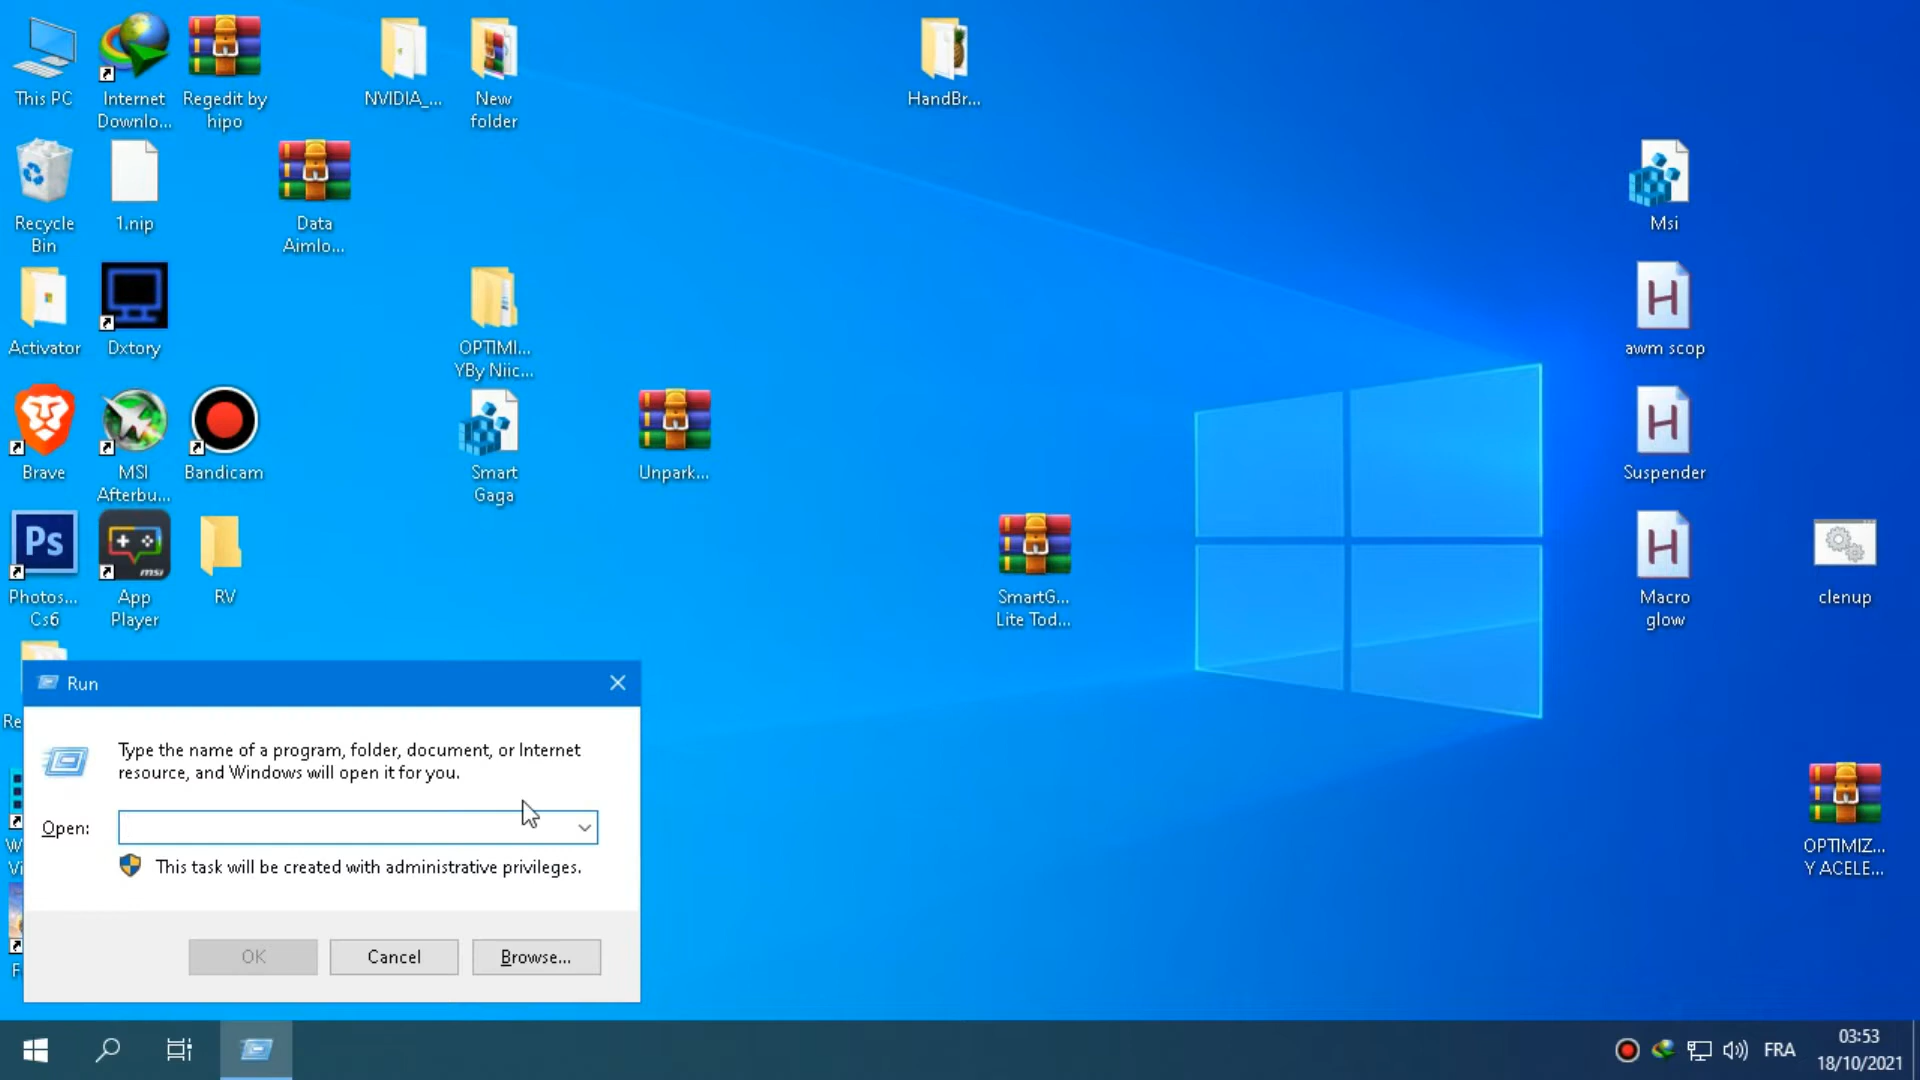 This PC
Internet
Downlo...
Regedit by
hipo
NVIDIA_...
New
folder
HandBr...
Recycle
Bin
1.nip
Data
Aimlo...
Msi
Activator
Dxtory
OPTIMI...
YBy Niic...
awm scop
Brave
MSI
Afterbu...
Bandicam
Smart
Gaga
Unpark...
Suspender
Ps
Photos...
Cs6
msi
App
Player
RV
SmartG...
Lite Tod...
H
H
H
Macro
glow
clenup
Re
W
Vi
F
Run
Type the name of a program, folder, document, or Internet
resource, and Windows will open it for you.
Open:
This task will be created with administrative privileges.
OK
Cancel
Browse...
OPTIMIZ...
Y ACELE...
FRA
03:53
18/10/2021